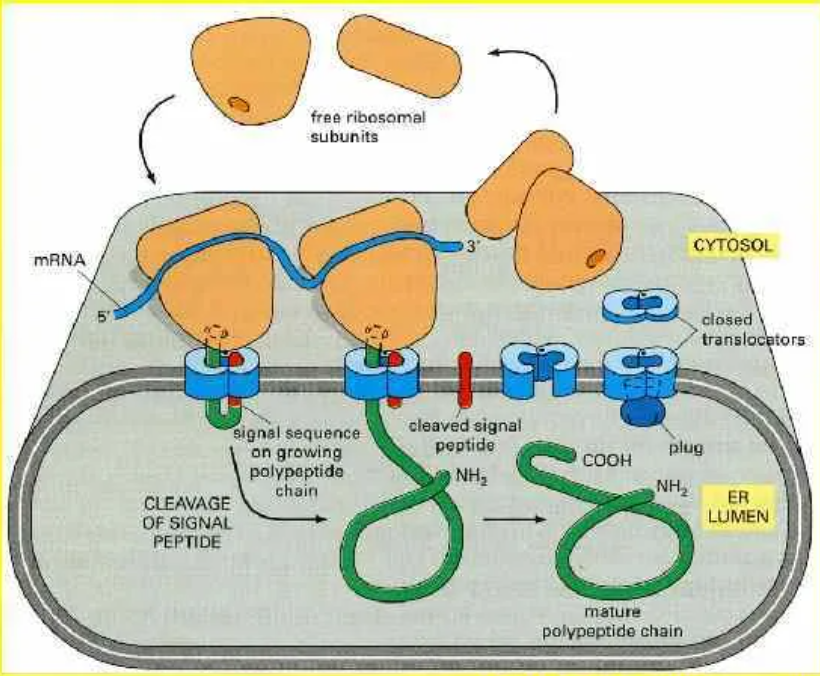 free ribosomal
subunits
CYTOSOL
mRNA
3'
5'
closed
translocators
signal sequence
on growing
polypeptide
chain
cleaved signal
peptide
plug
COOH
NH₂
NH₂
CLEAVAGE
OF SIGNAL
PEPTIDE
ER
LUMEN
mature
polypeptide chain